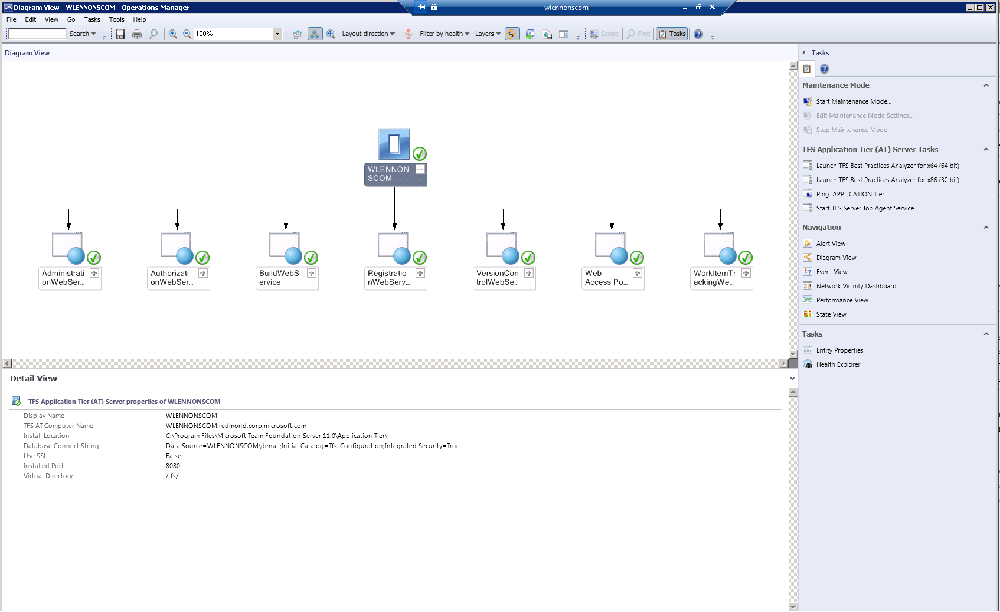 Diagram View - WLENNONSCOM - Operations Manager
wlennonscom
File Edit View Go Tasks Tools Help
Search 100% Layout direction Filter by health Layers Scope Find Tasks
Diagram View
WLENNON
SCOM
Administrati
onWebSer...
Authorizati
onWebSer...
BuildWebS
ervice
Registratio
nWebServ...
VersionCon
trolWebSe...
Web
Access Po...
WorkItemTr
ackingWe...
Detail View
TFS Application Tier (AT) Server properties of WLENNONSCOM
Display Name WLENNONSCOM
TFS AT Computer Name WLENNONSCOM.redmond.corp.microsoft.com
Install Location C:\Program Files\Microsoft Team Foundation Server 11.0\Application Tier\
Database Connect String Data Source=WLENNONSCOM\denali;Initial Catalog=Tfs_Configuration;Integrated Security=True
Use SSL False
Installed Port 8080
Virtual Directory /tfs/
Tasks
Maintenance Mode
Start Maintenance Mode...
Edit Maintenance Mode Settings...
Stop Maintenance Mode
TFS Application Tier (AT) Server Tasks
Launch TFS Best Practices Analyzer for x64 (64 bit)
Launch TFS Best Practices Analyzer for x86 (32 bit)
Ping APPLICATION Tier
Start TFS Server Job Agent Service
Navigation
Alert View
Diagram View
Event View
Network Vicinity Dashboard
Performance View
State View
Tasks
Entity Properties
Health Explorer